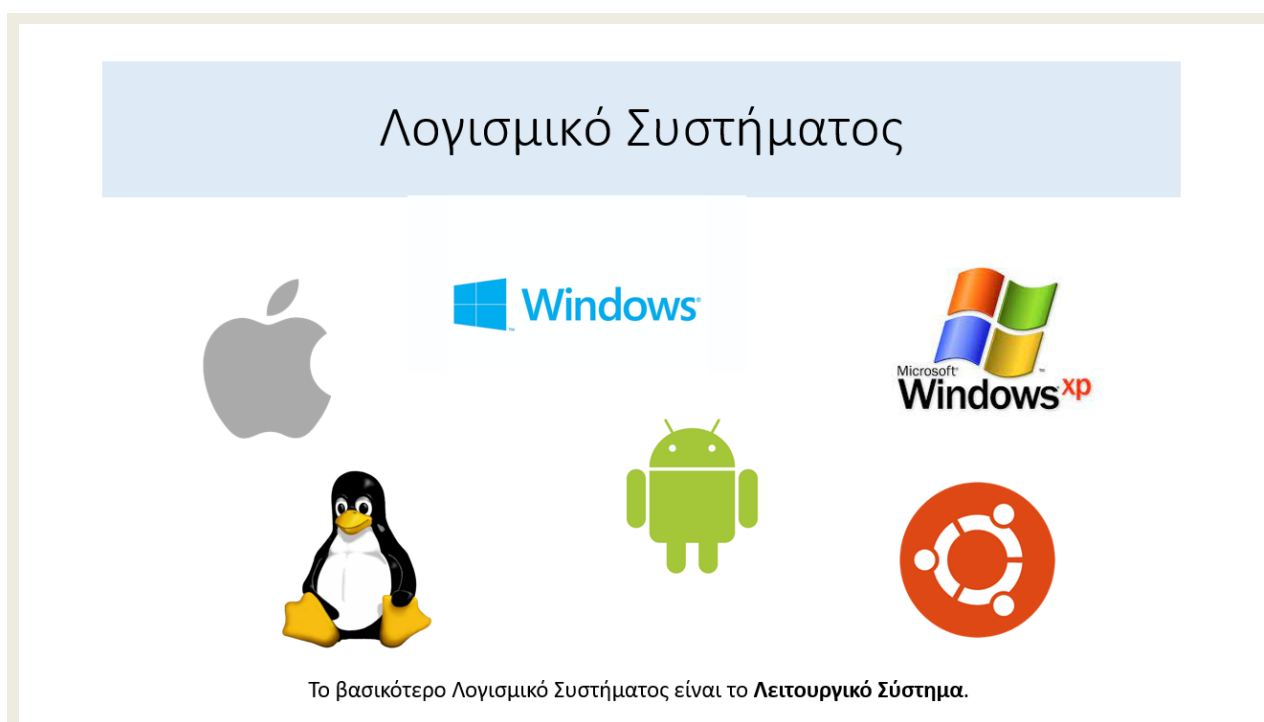 Λογισμικό Συστήματος
Windows
Microsoft
Windows xp
Το βασικότερο Λογισμικό Συστήματος είναι το Λειτουργικό Σύστημα.